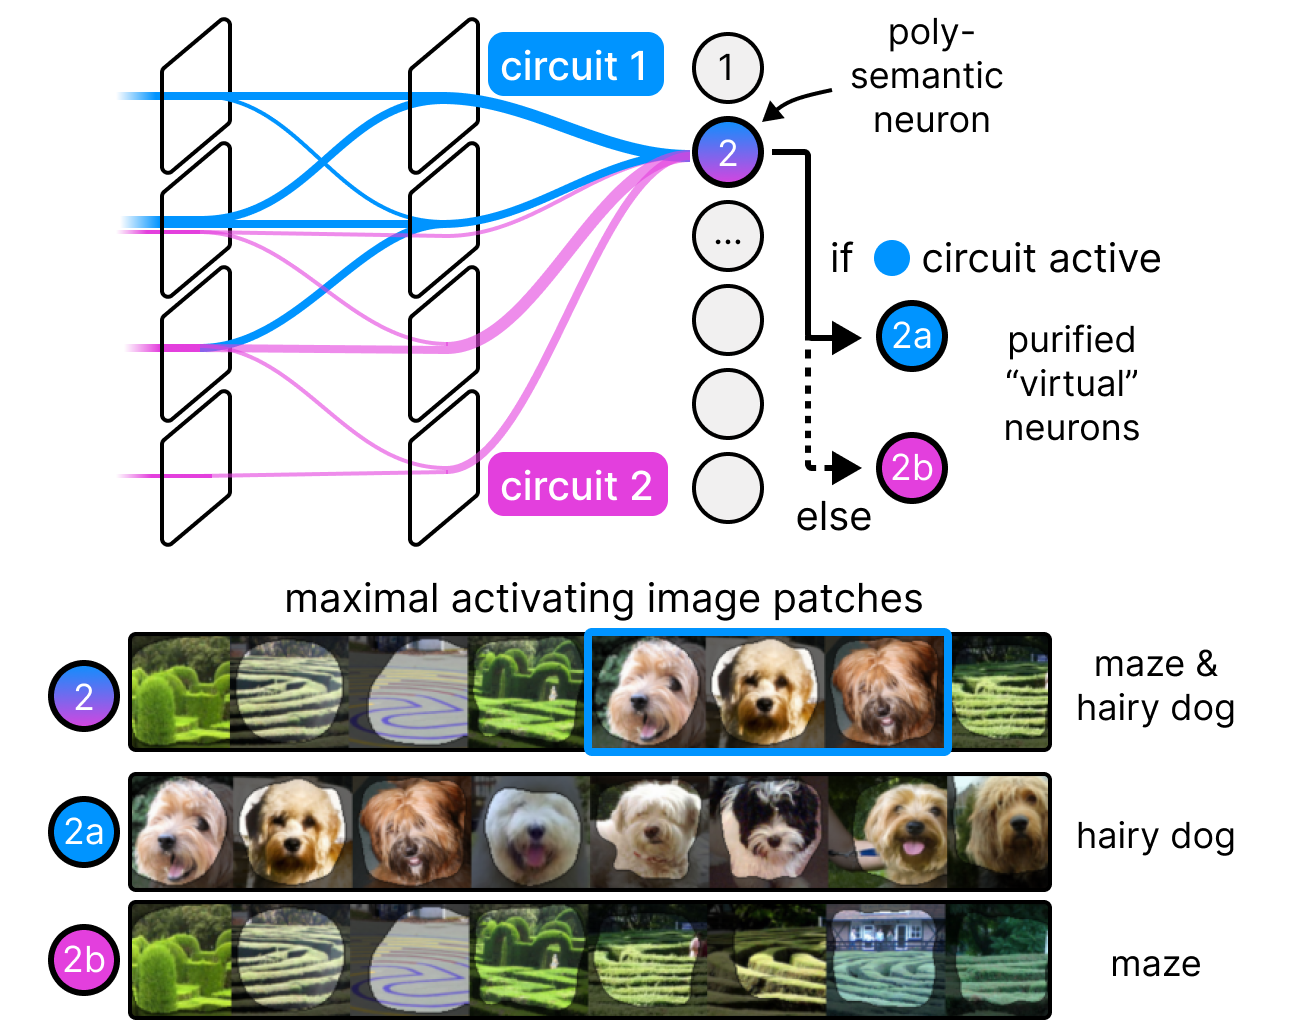 circuit 1
1
poly-
semantic
neuron
2
...
if circuit active
2a
purified
“virtual”
neurons
2b
circuit 2
else
maximal activating image patches
2
maze &
hairy dog
2a
hairy dog
2b
maze